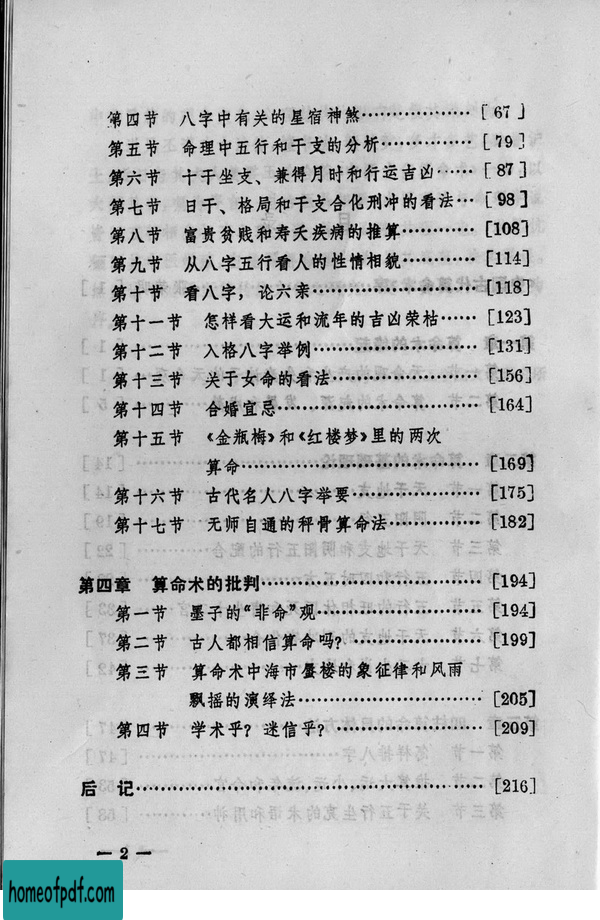 第四节 八字中有关的星宿神煞………………[67]
第五节 命理中五行和干支的分析……………[79]
第六节 十干坐支、兼得月时和行运吉凶……[87]
第七节 日干、格局和干支合化刑冲的看法…[98]
第八节 富贵贫贱和寿夭疾病的推算…………[108]
第九节 从八字五行看人的性情相貌…………[114]
第十节 看八字，论六亲………………………[118]
第十一节 怎样看大运和流年的吉凶荣枯……[123]
第十二节 入格八字举例………………………[131]
第十三节 关于女命的看法……………………[156]
第十四节 合婚宜忌……………………………[164]
第十五节 《金瓶梅》和《红楼梦》里的两次
算命……………………………………[169]
第十六节 古代名人八字举要…………………[175]
第十七节 无师自通的秤骨算命法……………[182]
第四章 算命术的批判…………………………[194]
第一节 墨子的“非命”观……………………[194]
第二节 古人都相信算命吗？…………………[199]
第三节 算命术中海市蜃楼的象征律和风雨
飘摇的演绎法…………………………[205]
第四节 学术乎？迷信乎？……………………[209]
后记……………………………………………[216]
— 2 —
homeofpdf.com